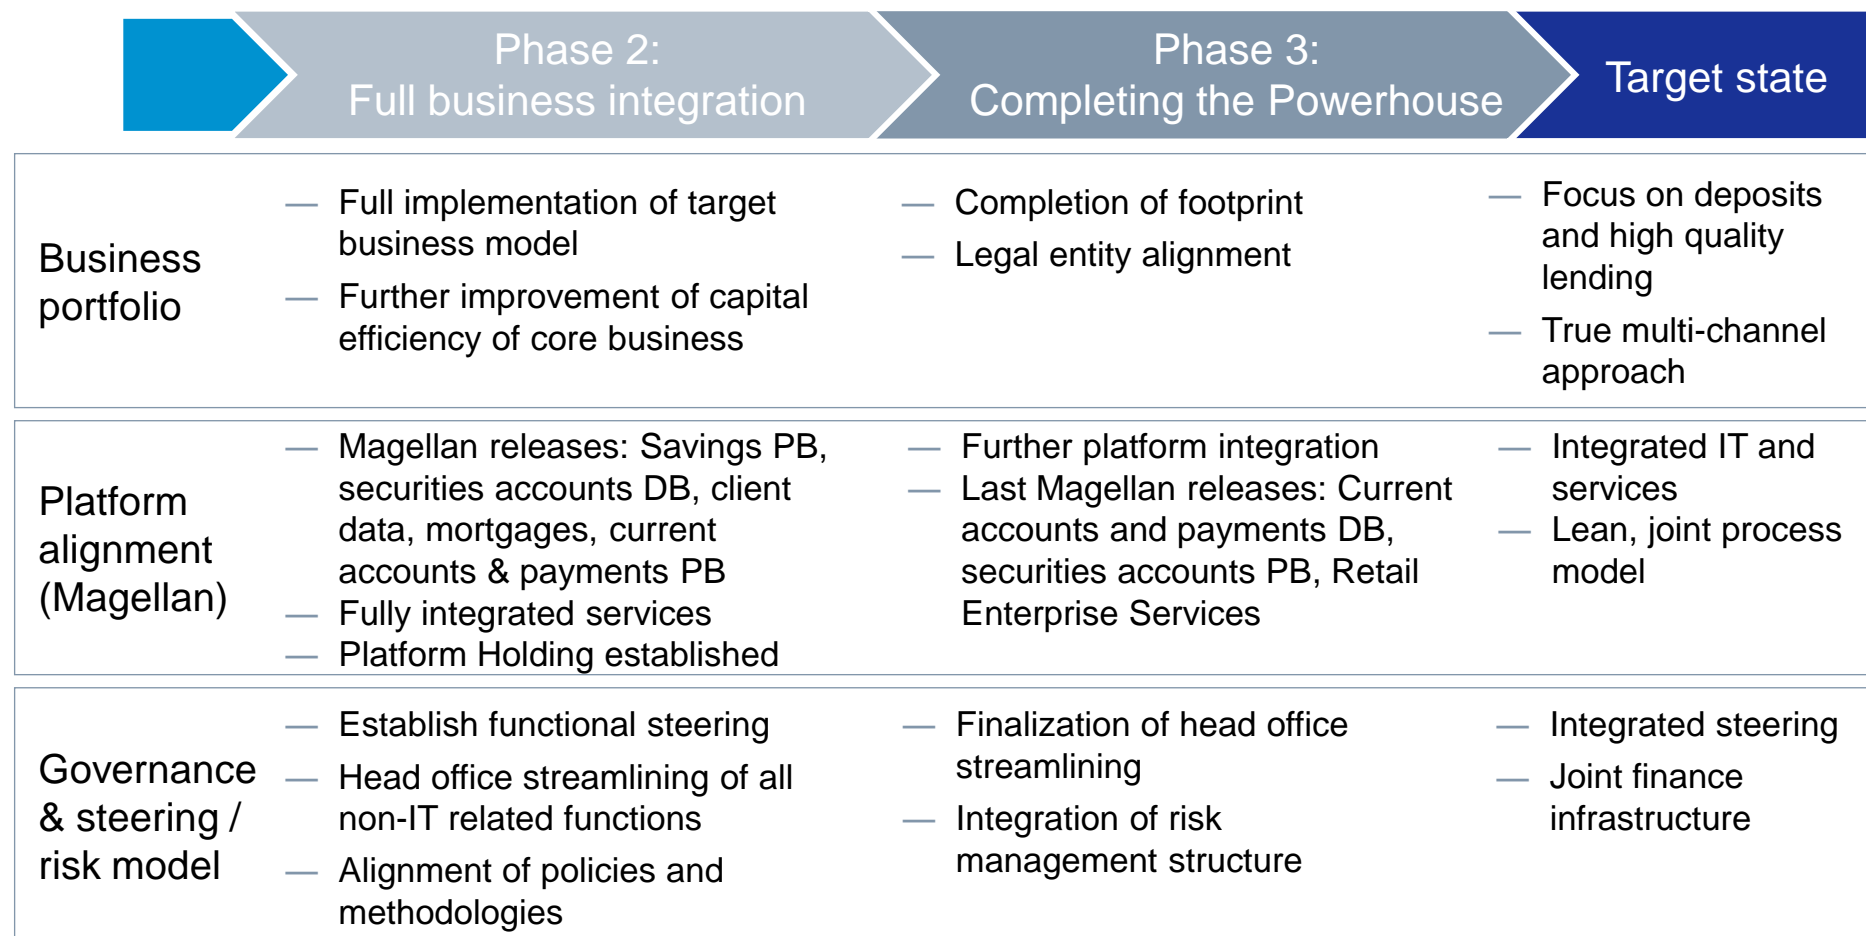 Phase 2:
Full business integration
Phase 3:
Completing the Powerhouse
Target state
Business
portfolio
— Full implementation of target
business model
— Further improvement of capital
efficiency of core business
— Completion of footprint
— Legal entity alignment
— Focus on deposits
and high quality
lending
— True multi-channel
approach
Platform
alignment
(Magellan)
— Magellan releases: Savings PB,
securities accounts DB, client
data, mortgages, current
accounts & payments PB
— Fully integrated services
— Platform Holding established
— Further platform integration
— Last Magellan releases: Current
accounts and payments DB,
securities accounts PB, Retail
Enterprise Services
— Integrated IT and
services
— Lean, joint process
model
Governance
& steering /
risk model
— Establish functional steering
— Head office streamlining of all
non-IT related functions
— Alignment of policies and
methodologies
— Finalization of head office
streamlining
— Integration of risk
management structure
— Integrated steering
— Joint finance
infrastructure